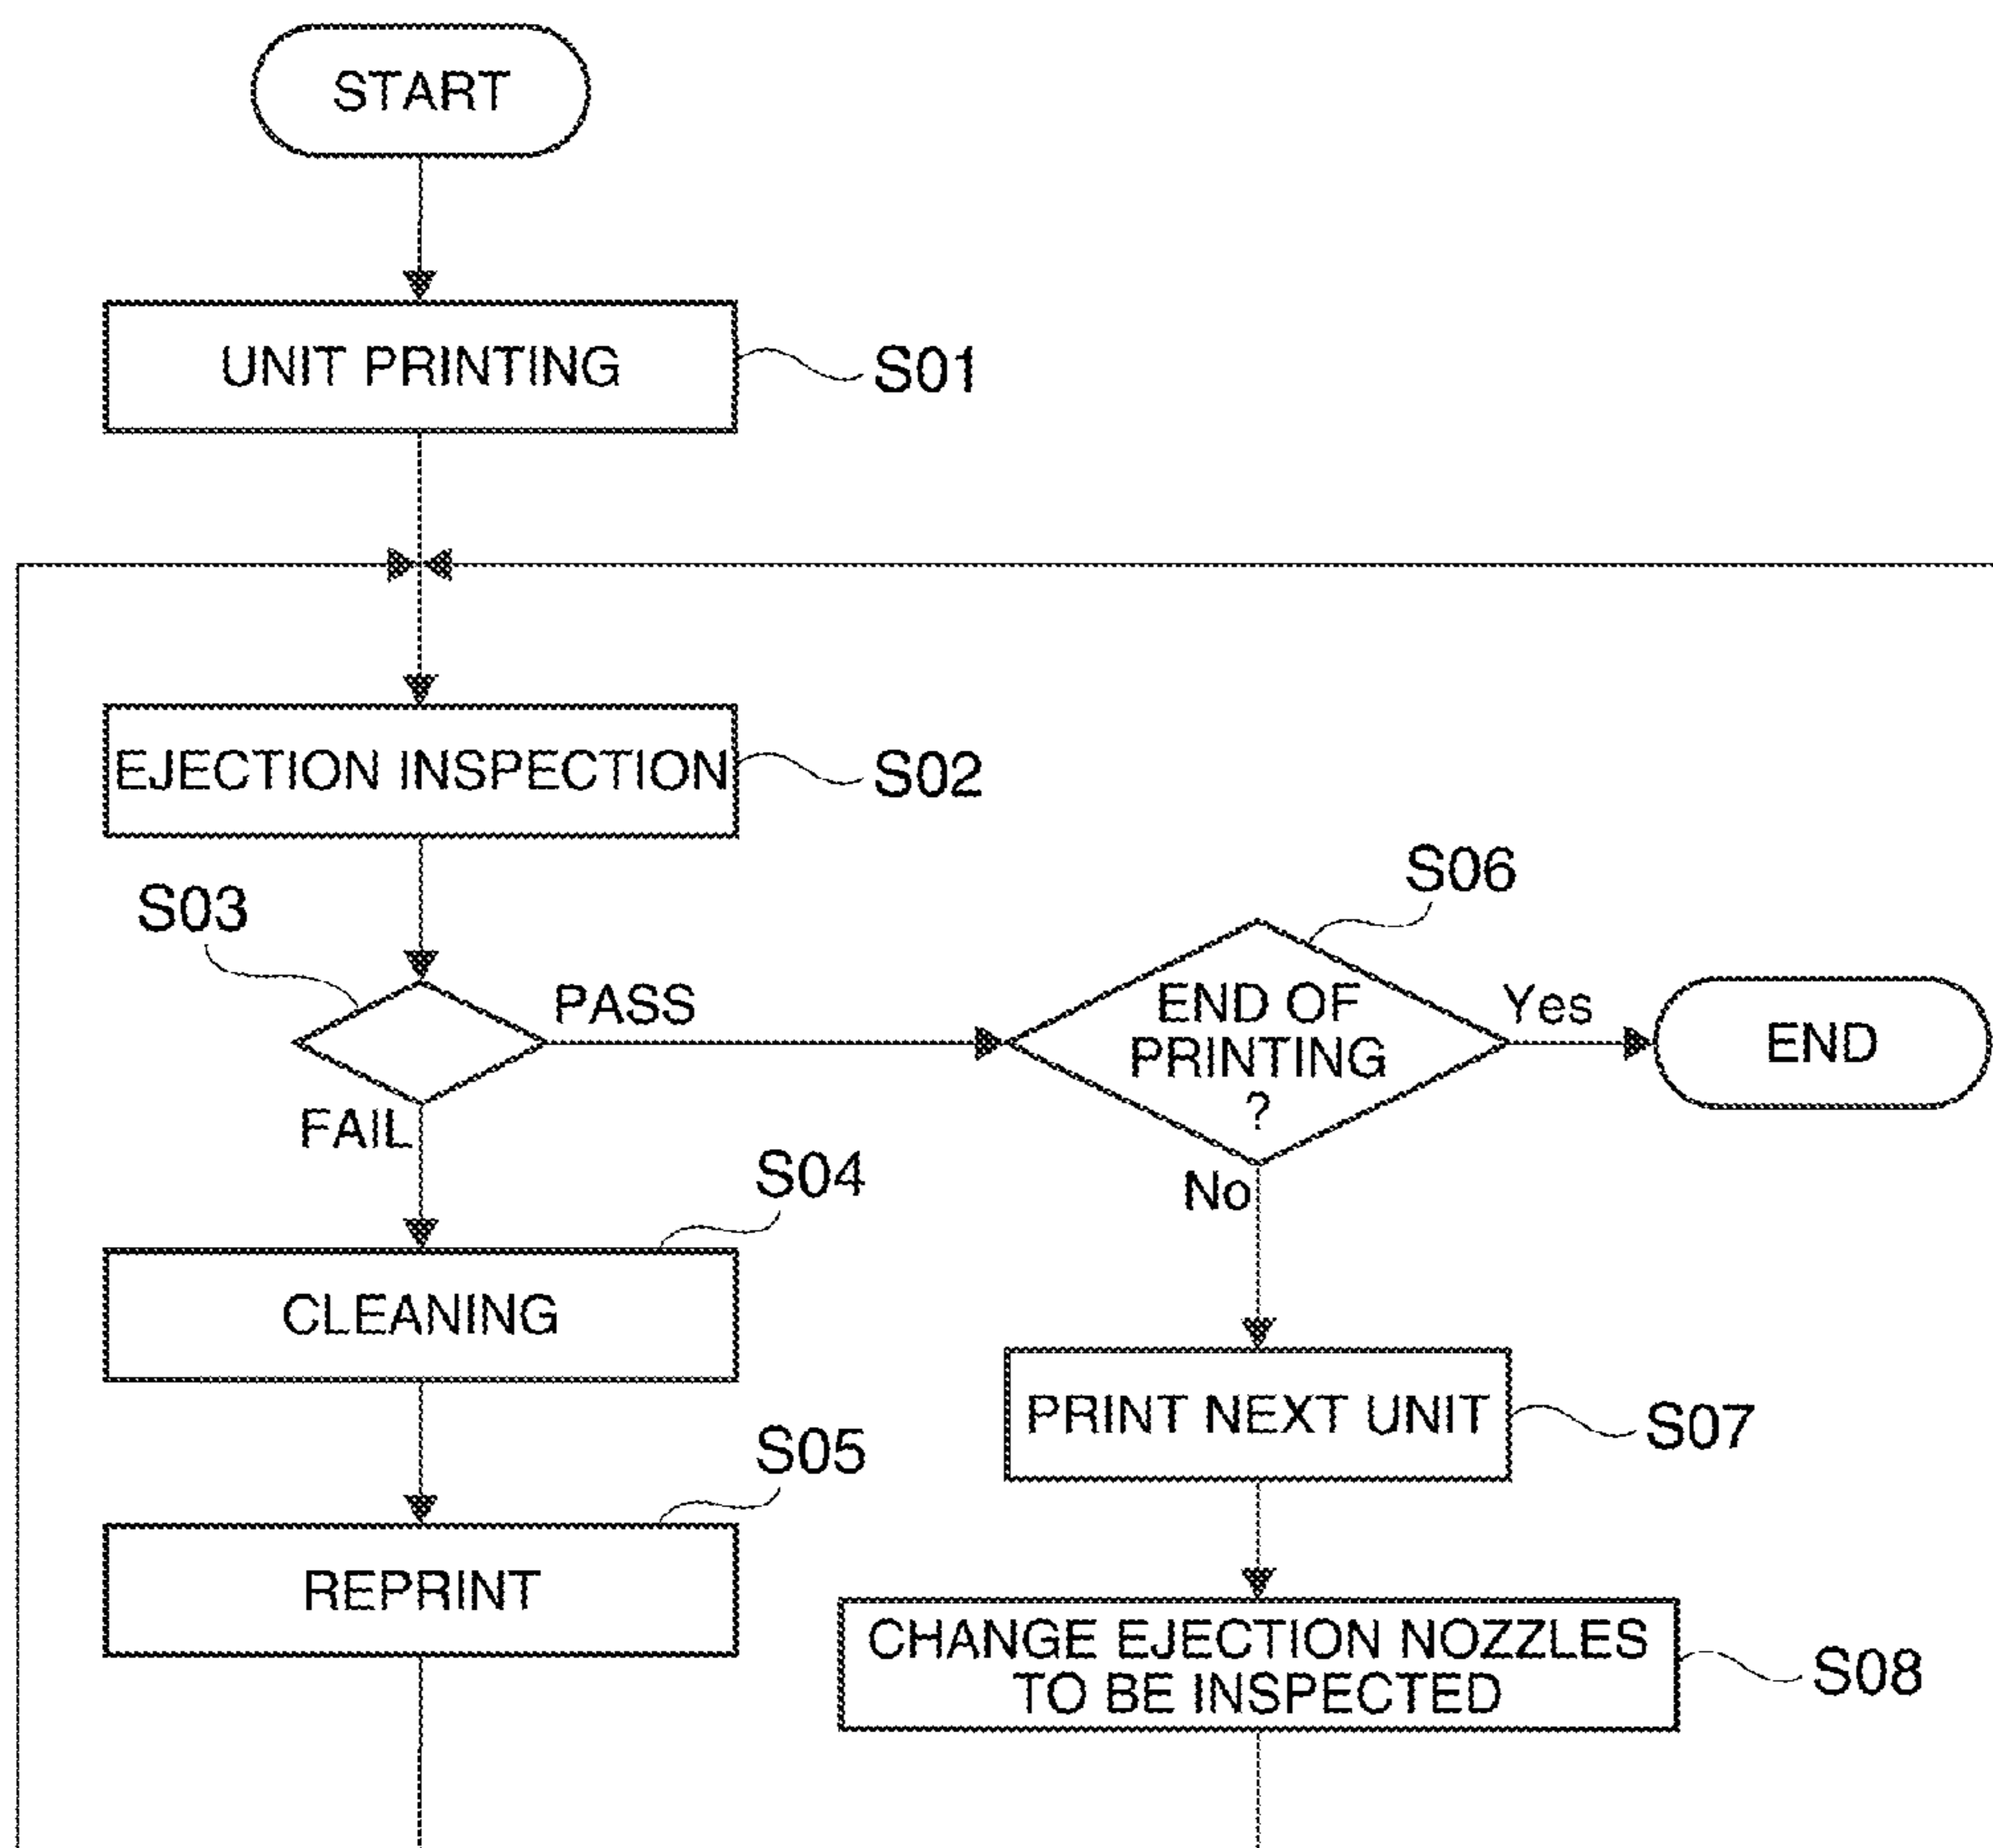 START
UNIT PRINTING
S01
EJECTION INSPECTION
S02
S03
PASS
FAIL
S06
END OF
PRINTING
?
Yes
END
No
S04
CLEANING
S05
REPRINT
PRINT NEXT UNIT
S07
CHANGE EJECTION NOZZLES
TO BE INSPECTED
S08